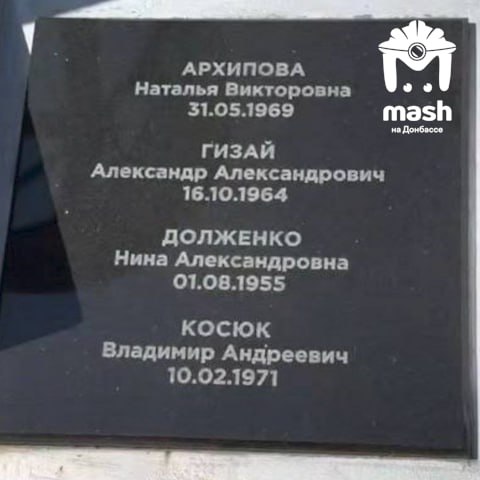 mash
на Донбассе
АРХИПОВА
Наталья Викторовна
31.05.1969
ГИЗАЙ
Александр Александрович
16.10.1964
ДОЛЖЕНКО
Нина Александровна
01.08.1955
КОСЮК
Владимир Андреевич
10.02.1971